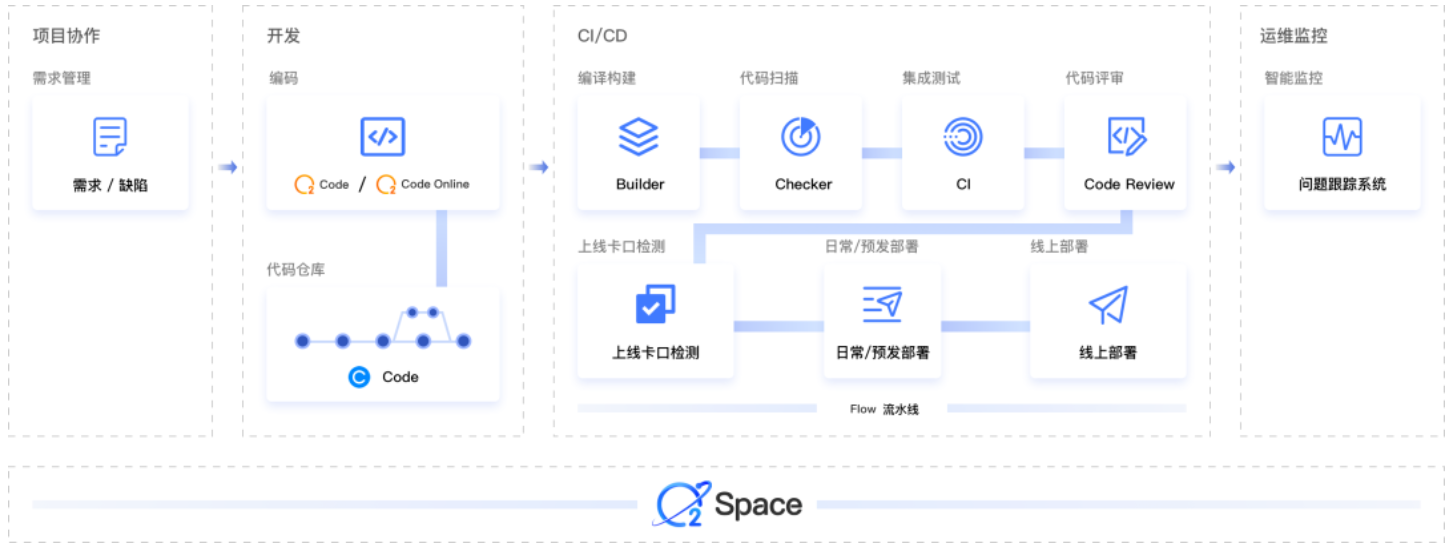 项目协作
需求管理
需求 / 缺陷
开发
编码
O2 Code / O2 Code Online
代码仓库
C Code
CI/CD
编译构建
代码扫描
集成测试
代码评审
Builder
Checker
CI
Code Review
上线卡口检测
日常/预发部署
线上部署
上线卡口检测
日常/预发部署
线上部署
Flow 流水线
运维监控
智能监控
问题跟踪系统
O2 Space